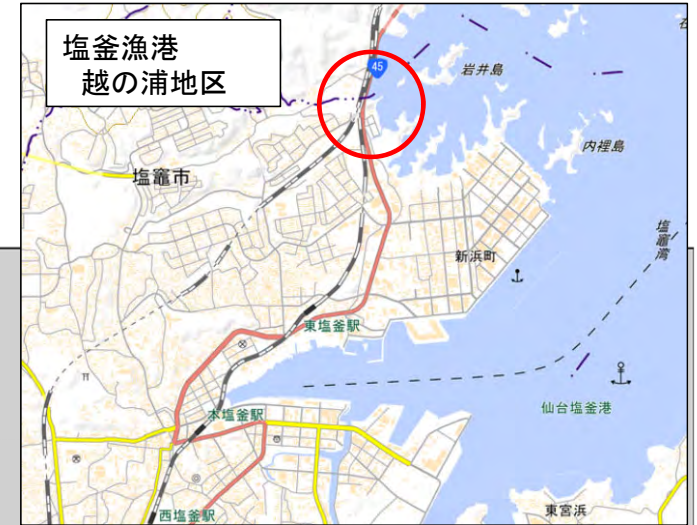 塩釜漁港
越の浦地区
45
岩井島
内裡島
塩竈市
塩竈湾
新浜町
東塩釜駅
仙台塩釜港
本塩釜駅
西塩釜駅
東宮浜